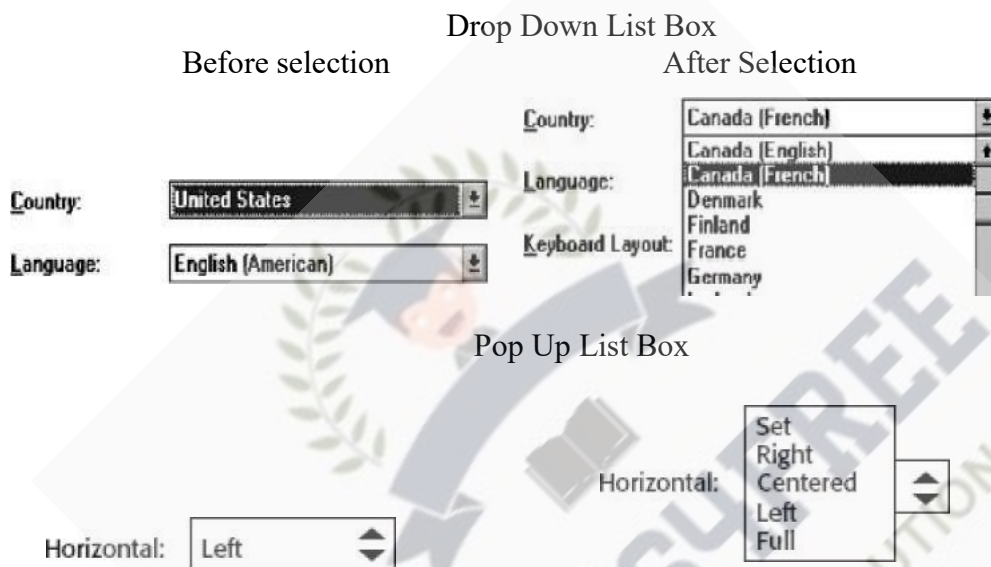 Drop Down List Box
Before selection
After Selection
Country:
United States
Language:
English (American)
Country:
Canada (French)
Language:
Keyboard Layout:
Canada (English)
Canada (French)
Denmark
Finland
France
Germany
Pop Up List Box
Horizontal:
Left
Horizontal:
Set
Right
Centered
Left
Full